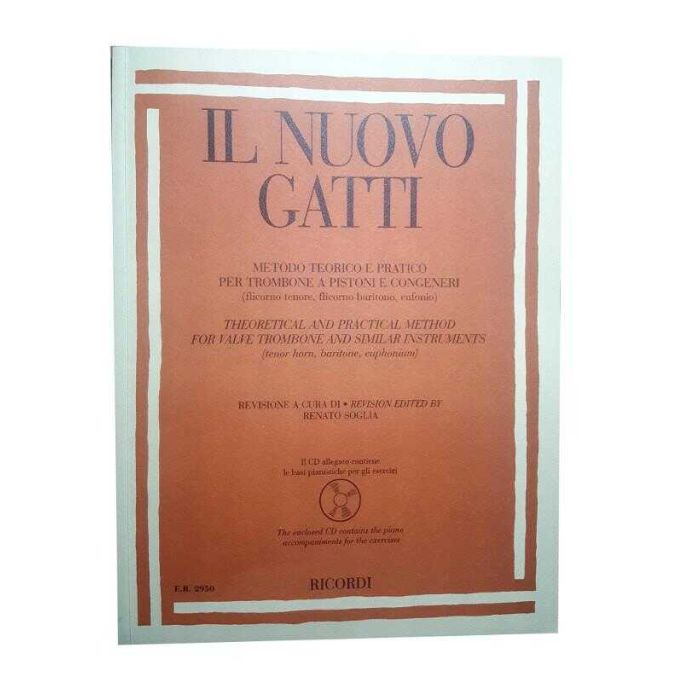 IL NUOVO
GATTI
METODO TEORICO E PRATICO
PER TROMBONE A PISTONI E CONGENERI
(flicorno tenore, flicorno baritono, eufonio)
THEORETICAL AND PRACTICAL METHOD
FOR VALVE TROMBONE AND SIMILAR INSTRUMENTS
(tenor horn, baritone, euphonium)
REVISIONE A CURA DI • REVISION EDITED BY
RENATO SOGLIA
Il CD allegato contiene
le basi pianistiche per gli esercizi
The enclosed CD contains the piano
accompaniments for the exercises
E.R. 2950
RICORDI